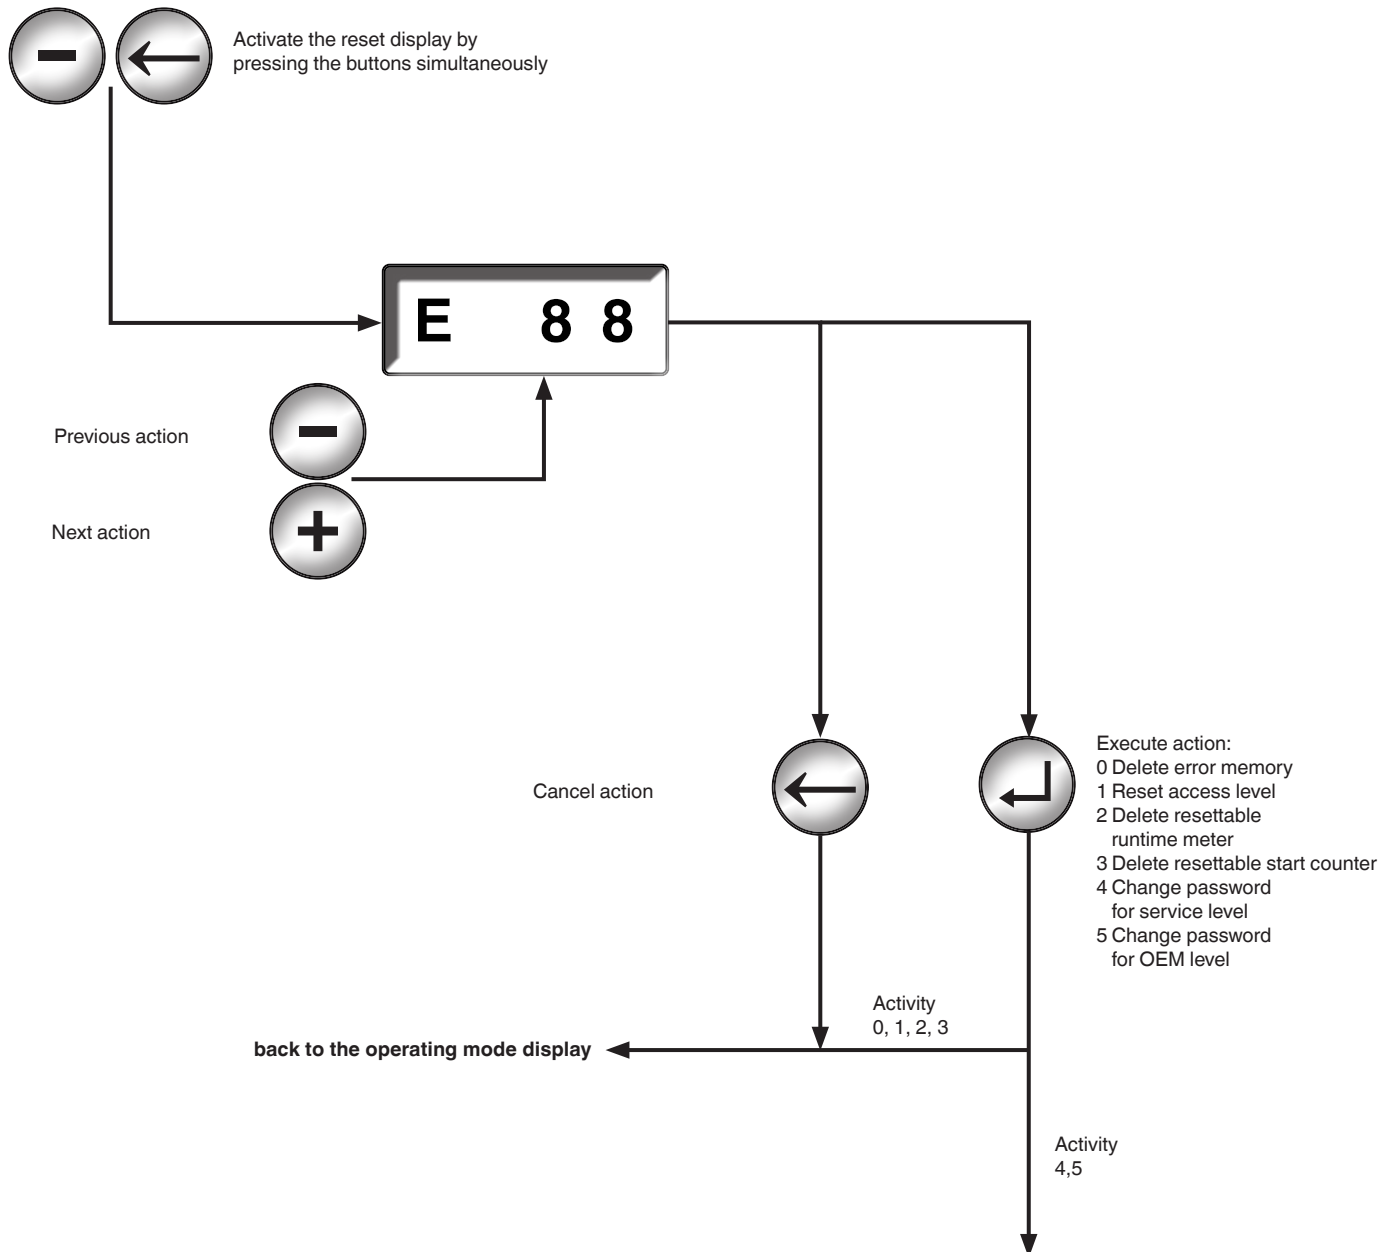 Activate the reset display by
pressing the buttons simultaneously
E 8 8
Previous action
Next action
Cancel action
Execute action:
0 Delete error memory
1 Reset access level
2 Delete resettable
runtime meter
3 Delete resettable start counter
4 Change password
for service level
5 Change password
for OEM level
Activity
0, 1, 2, 3
back to the operating mode display
Activity
4,5